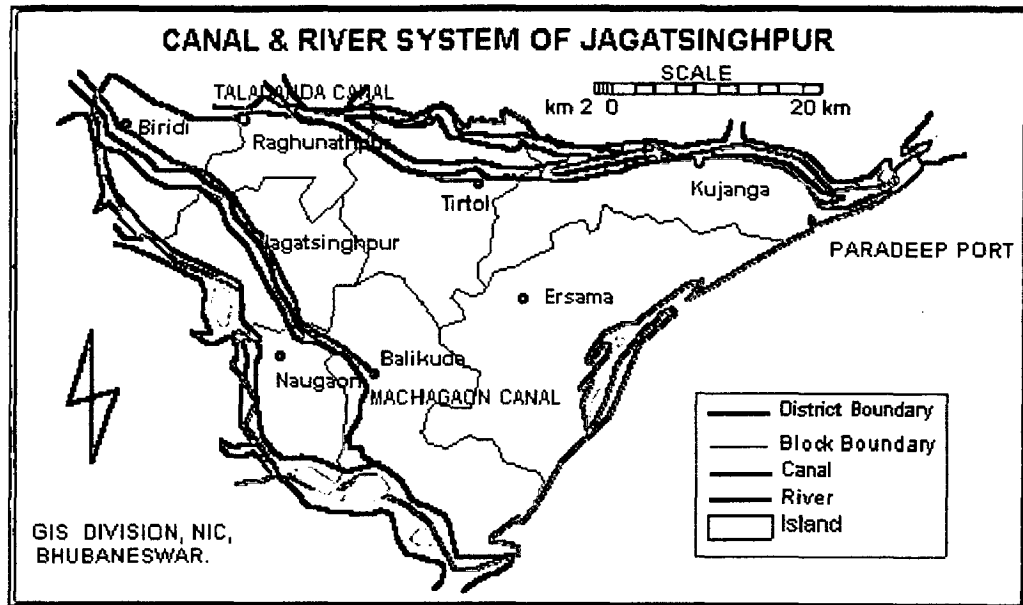 CANAL & RIVER SYSTEM OF JAGATSINGHPUR
SCALE
km 2 0 20 km
TALADANDA CANAL
Biridi
Raghunathpur
Kujanga
Tirtol
Jagatsinghpur
PARADEEP PORT
Ersama
Balikuda
Naugaon
MACHAGAON CANAL
District Boundary
Block Boundary
Canal
River
Island
GIS DIVISION, NIC,
BHUBANESWAR.